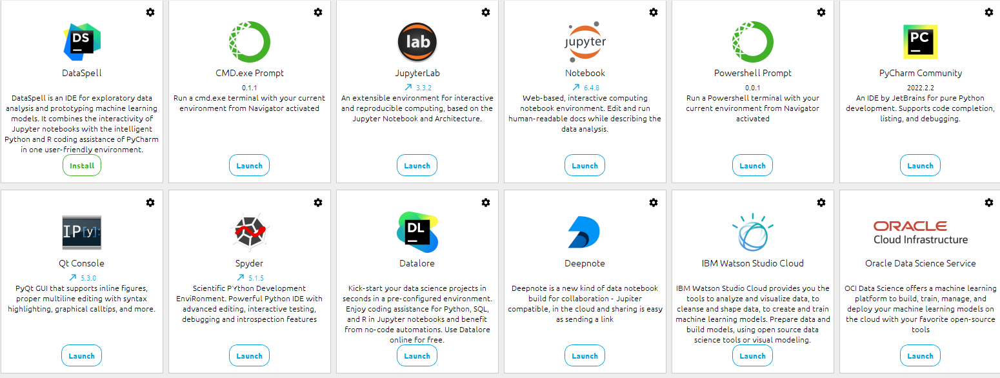 DS
DataSpell
DataSpell is an IDE for exploratory data
analysis and prototyping machine learning
models. It combines the interactivity of
Jupyter notebooks with the intelligent
Python and R coding assistance of PyCharm
in one user-friendly environment.
Install
CMD.exe Prompt
0.1.1
Run a cmd.exe terminal with your current
environment from Navigator activated
Launch
lab
JupyterLab
3.3.2
An extensible environment for interactive
and reproducible computing, based on the
Jupyter Notebook and Architecture.
Launch
jupyter
Notebook
6.4.8
Web-based, interactive computing
notebook environment. Edit and run
human-readable docs while describing the
data analysis.
Launch
Powershell Prompt
0.0.1
Run a Powershell terminal with your
current environment from Navigator
activated
Launch
PC
PyCharm Community
2022.2.2
An IDE by JetBrains for pure Python
development. Supports code completion,
listing, and debugging.
Launch
IP[y]:
Qt Console
5.3.0
PyQt GUI that supports inline figures,
proper multiline editing with syntax
highlighting, graphical calltips, and more.
Launch
Spyder
5.1.5
Scientific PYthon Development
EnviRonment. Powerful Python IDE with
advanced editing, interactive testing,
debugging and introspection features
Launch
DL
Datalore
Kick-start your data science projects in
seconds in a pre-configured environment.
Enjoy coding assistance for Python, SQL,
and R in Jupyter notebooks and benefit
from no-code automations. Use Datalore
online for free.
Launch
Deepnote
Deepnote is a new kind of data notebook
build for collaboration - Jupiter
compatible, in the cloud and sharing is easy
as sending a link
Launch
IBM Watson Studio Cloud
IBM Watson Studio Cloud provides you the
tools to analyze and visualize data, to
cleanse and shape data, to create and train
machine learning models. Prepare data and
build models, using open source data
science tools or visual modeling.
Launch
ORACLE
Cloud Infrastructure
Oracle Data Science Service
OCI Data Science offers a machine learning
platform to build, train, manage, and
deploy your machine learning models on
the cloud with your favorite open-source
tools
Launch